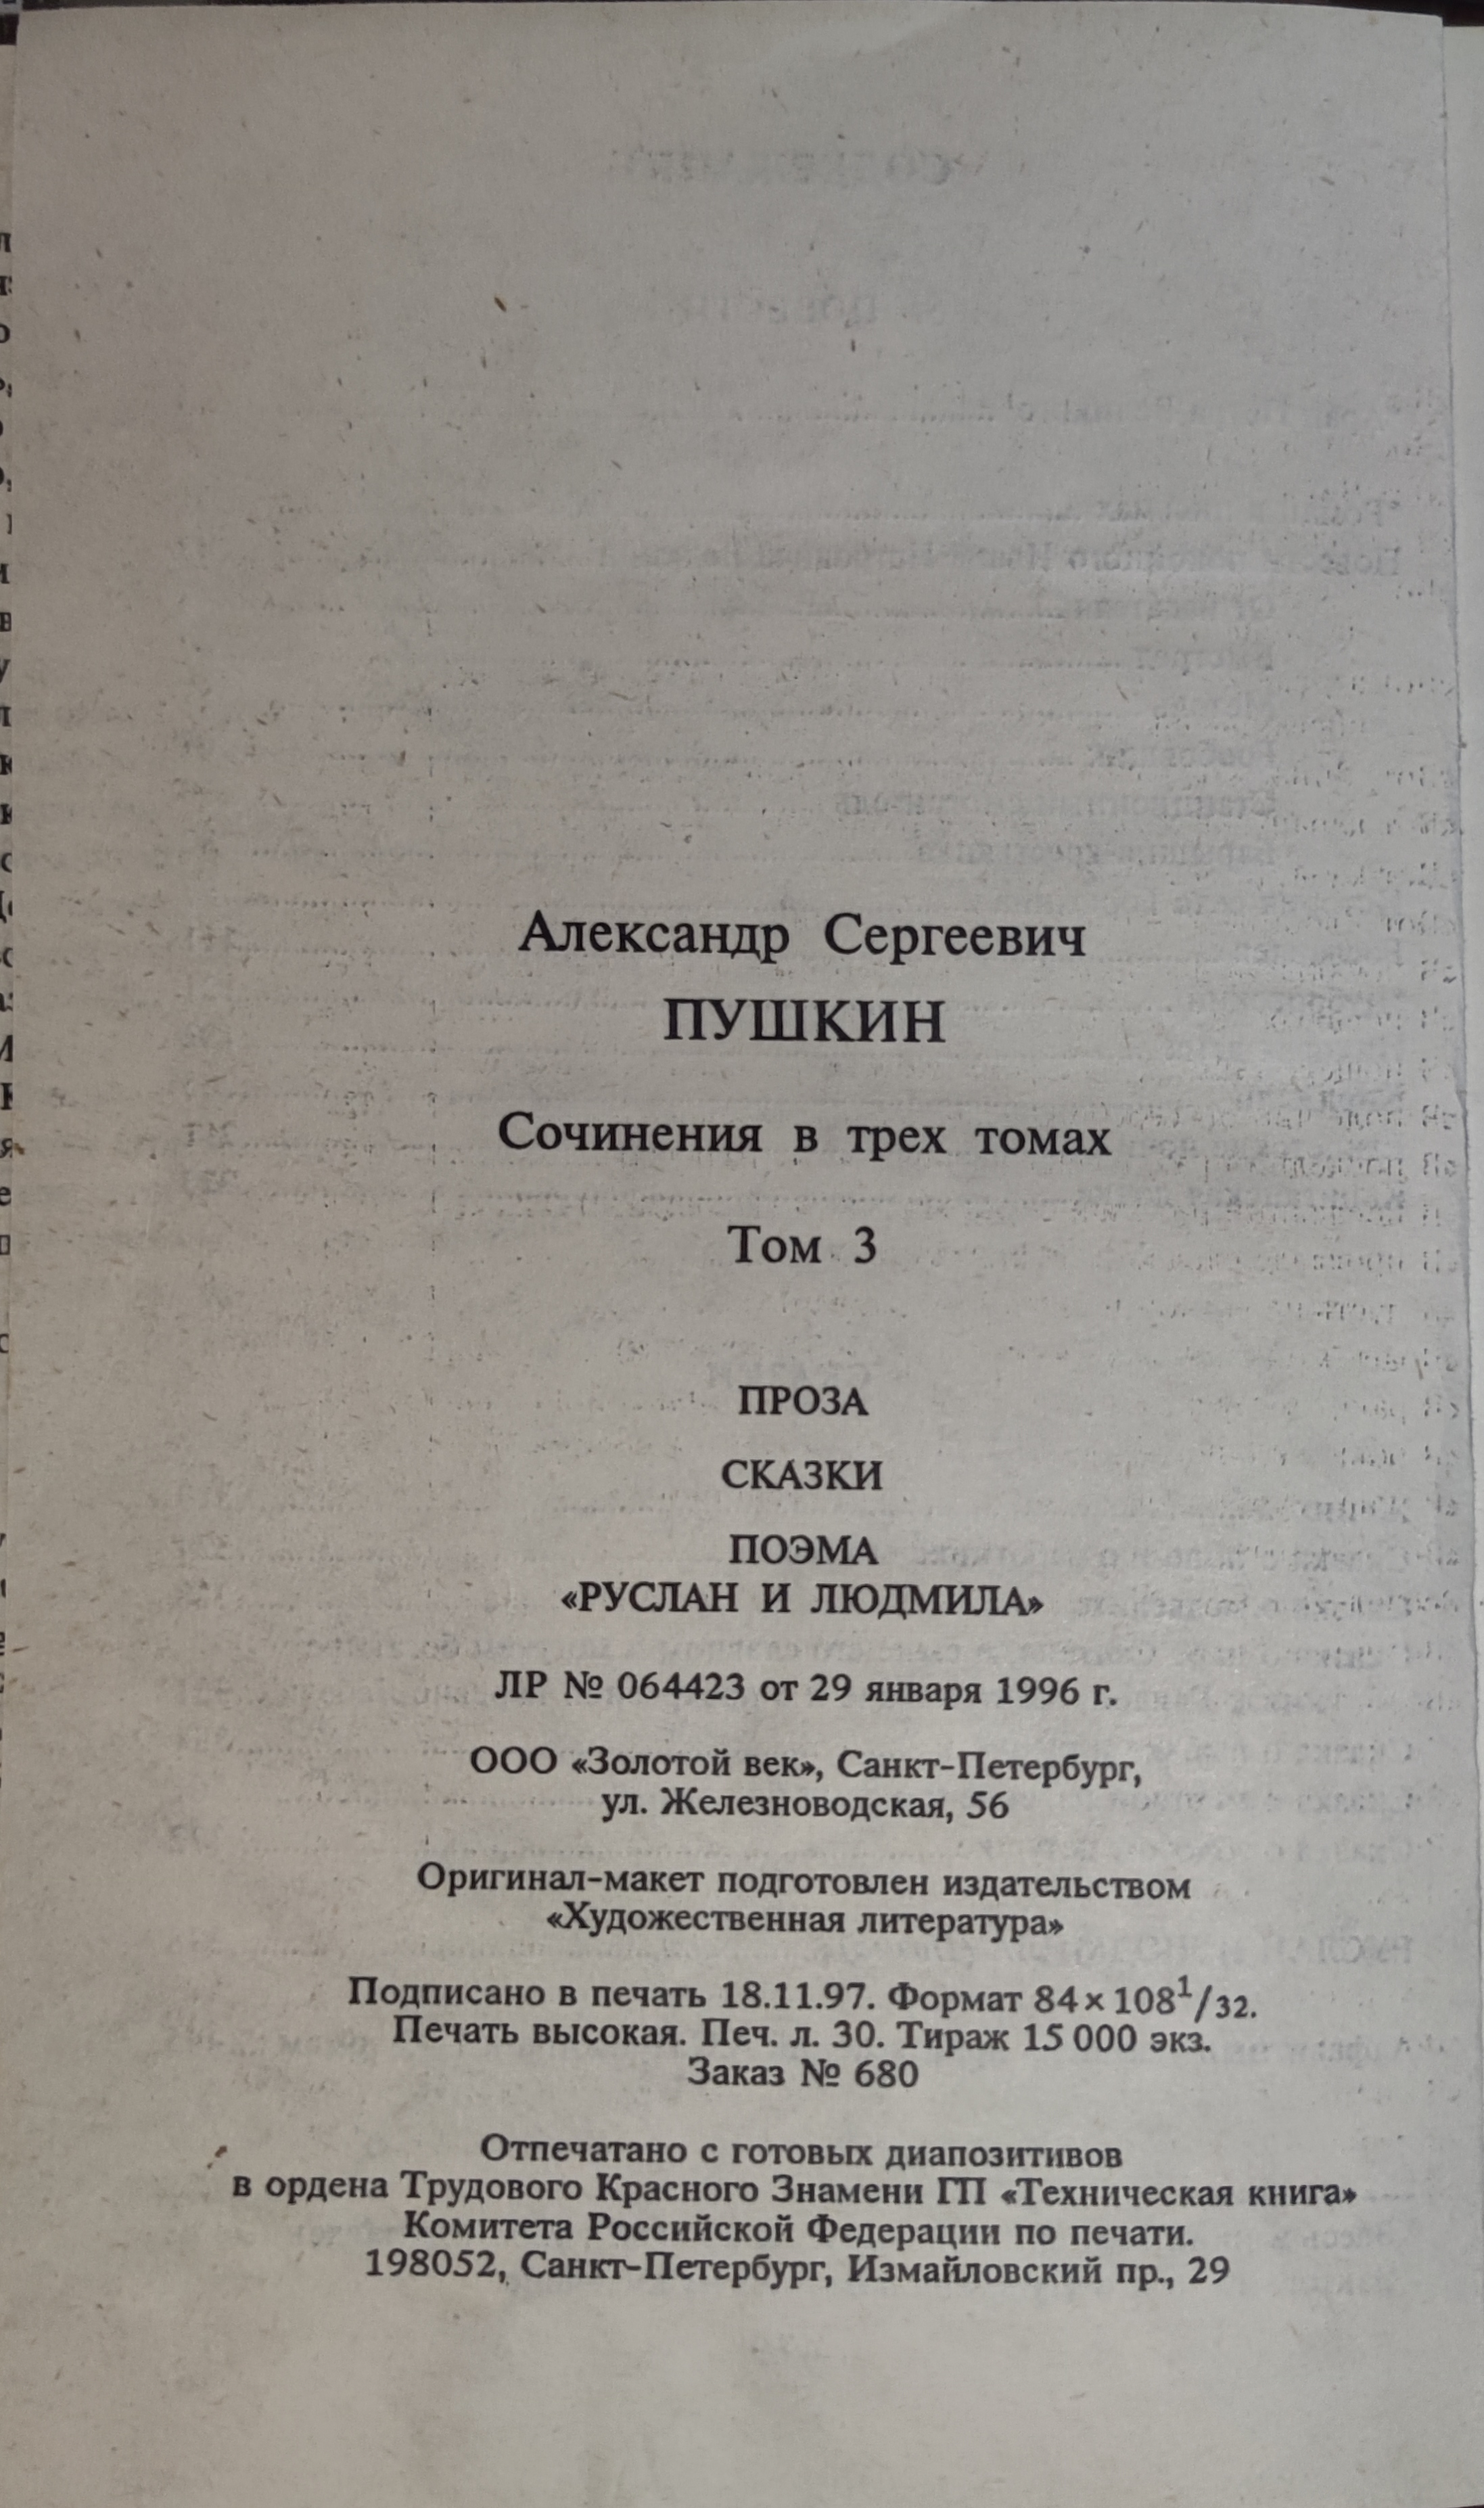 Александр Сергеевич
ПУШКИН
Сочинения в трех томах
Том 3
ПРОЗА
СКАЗКИ
ПОЭМА
«РУСЛАН И ЛЮДМИЛА»
ЛР № 064423 от 29 января 1996 г.
ООО «Золотой век», Санкт-Петербург,
ул. Железноводская, 56
Оригинал-макет подготовлен издательством
«Художественная литература»
Подписано в печать 18.11.97. Формат 84×108¹/32.
Печать высокая. Печ. л. 30. Тираж 15 000 экз.
Заказ № 680
Отпечатано с готовых диапозитивов
в ордена Трудового Красного Знамени ГП «Техническая книга»
Комитета Российской Федерации по печати.
198052, Санкт-Петербург, Измайловский пр., 29